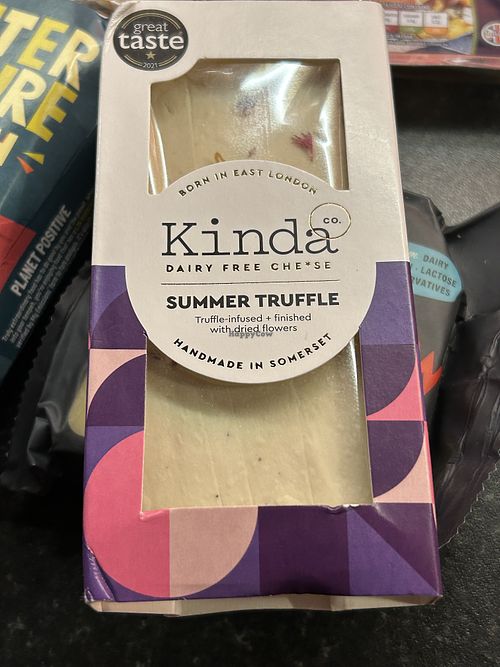 great
taste
2021
BORN IN EAST LONDON
Kinda
CO.
DAIRY FREE CHE*SE
SUMMER TRUFFLE
Truffle-infused + finished
with dried flowers
HappyCow
HANDMADE IN SOMERSET
PLANET POSITIVE
DAIRY
LACTOSE